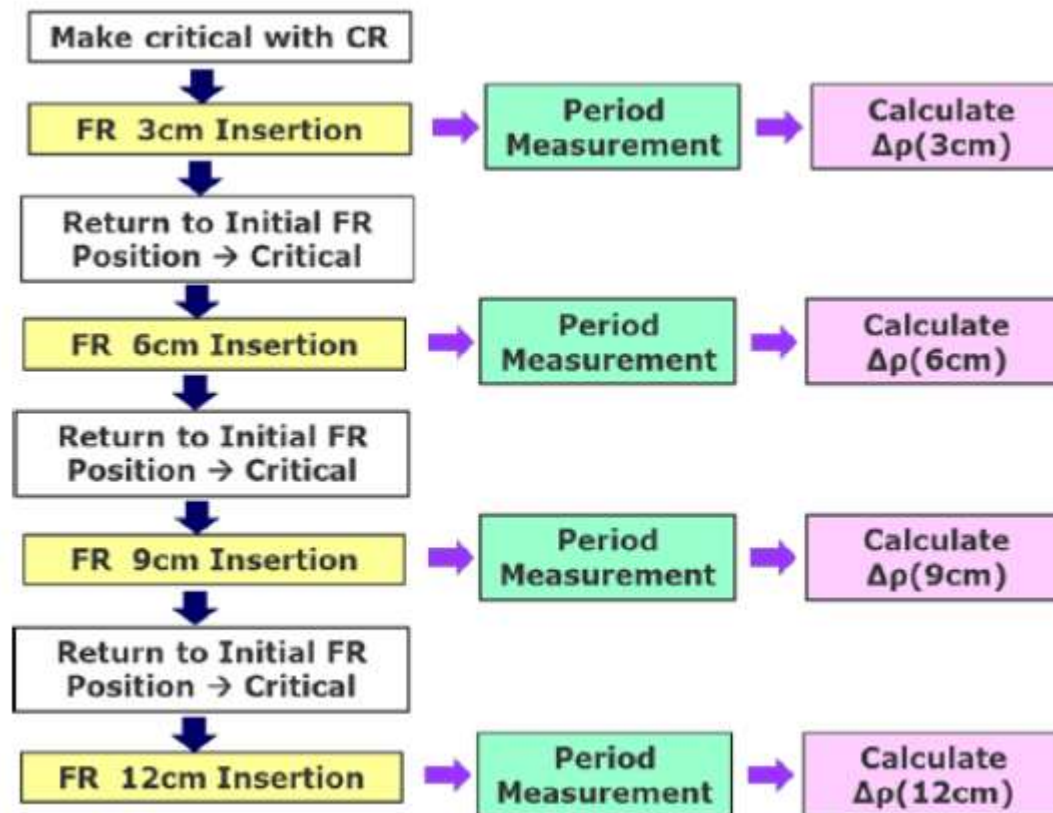 Make critical with CR
FR 3cm Insertion
Period
Measurement
Calculate
Δρ(3cm)
Return to Initial FR
Position → Critical
FR 6cm Insertion
Period
Measurement
Calculate
Δρ(6cm)
Return to Initial FR
Position → Critical
FR 9cm Insertion
Period
Measurement
Calculate
Δρ(9cm)
Return to Initial FR
Position → Critical
FR 12cm Insertion
Period
Measurement
Calculate
Δρ(12cm)